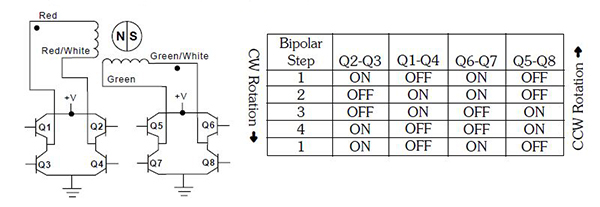 Red
N S
Red/White
Green/White
Green
+V +V
Q1 Q2 Q5 Q6
Q3 Q4 Q7 Q8
CW Rotation
Bipolar Step Q2-Q3 Q1-Q4 Q6-Q7 Q5-Q8
1 ON OFF ON OFF
2 OFF ON ON OFF
3 OFF ON OFF ON
4 ON OFF OFF ON
1 ON OFF ON OFF
CCW Rotation